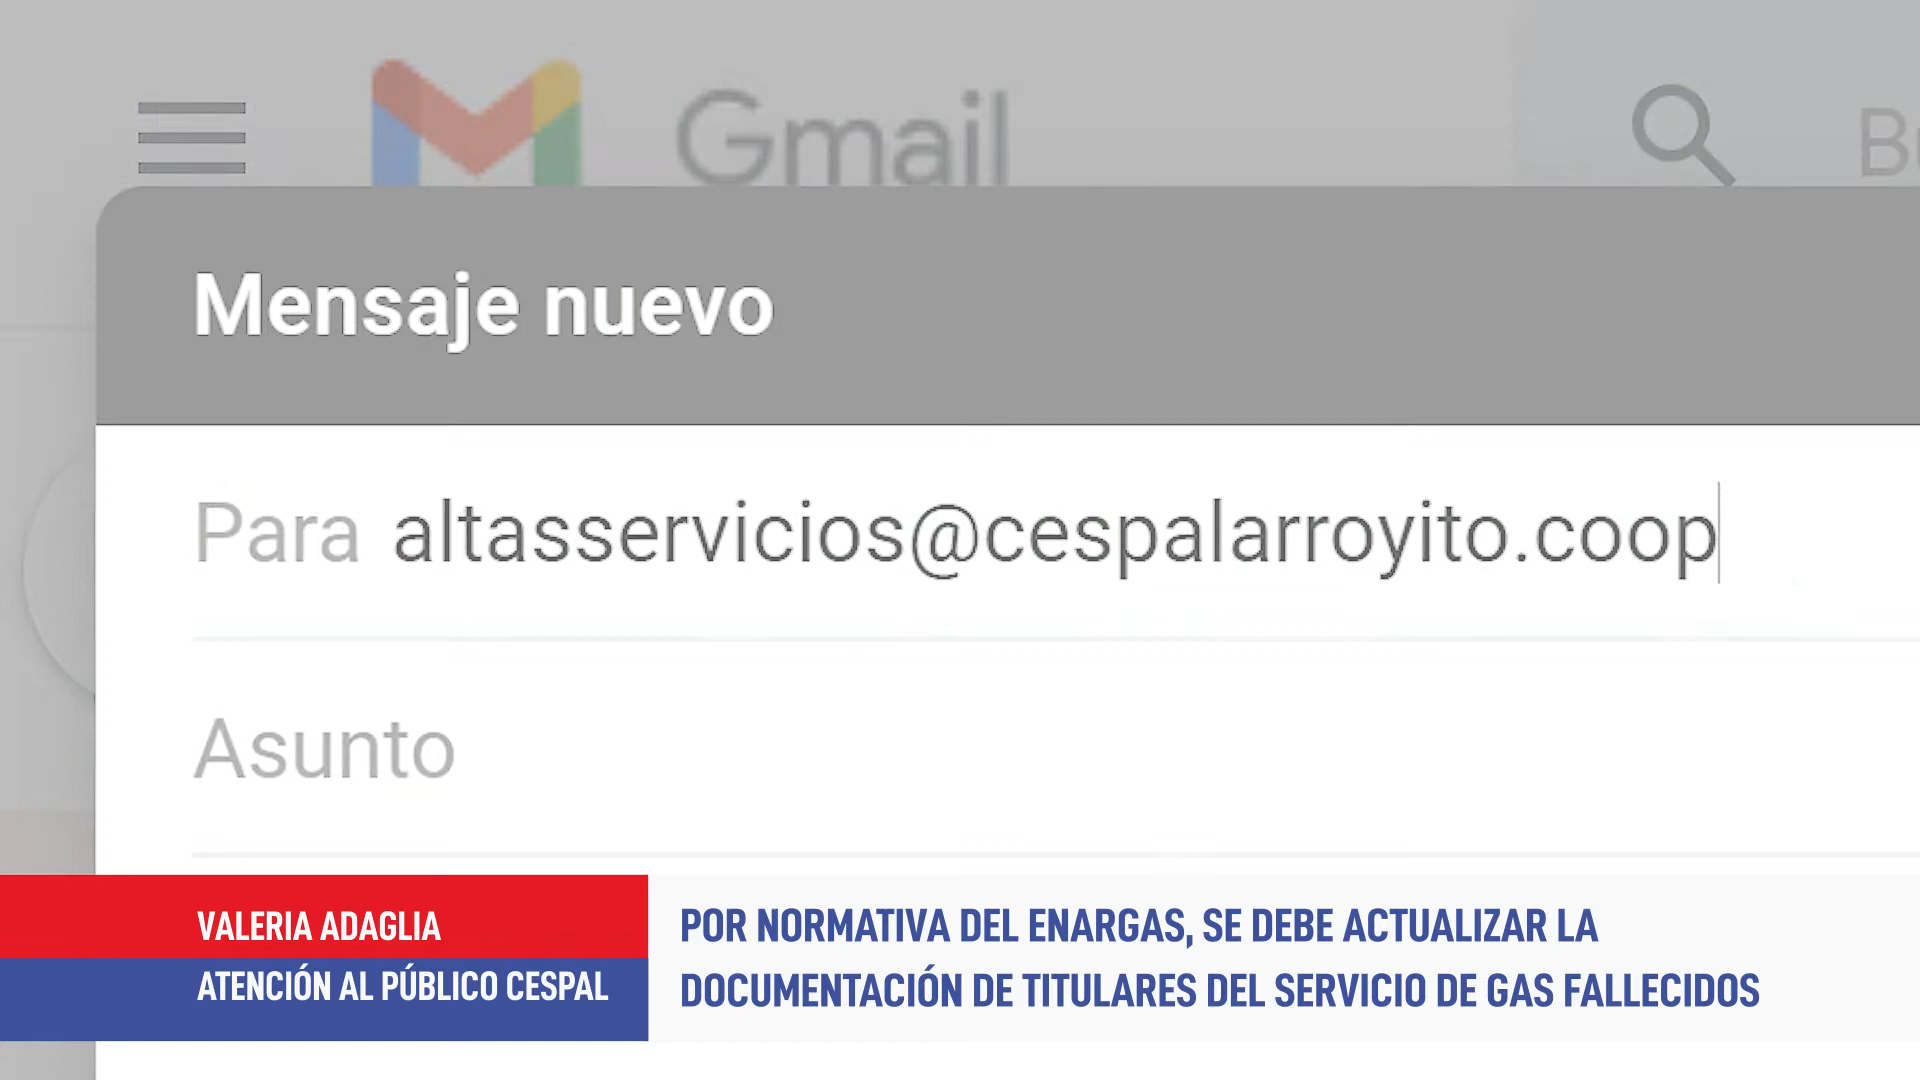 Gmail
Mensaje nuevo
Para altasservicios@cespalarroyito.coop
Asunto
VALERIA ADAGLIA
ATENCIÓN AL PÚBLICO CESPAL
POR NORMATIVA DEL ENARGAS, SE DEBE ACTUALIZAR LA
DOCUMENTACIÓN DE TITULARES DEL SERVICIO DE GAS FALLECIDOS